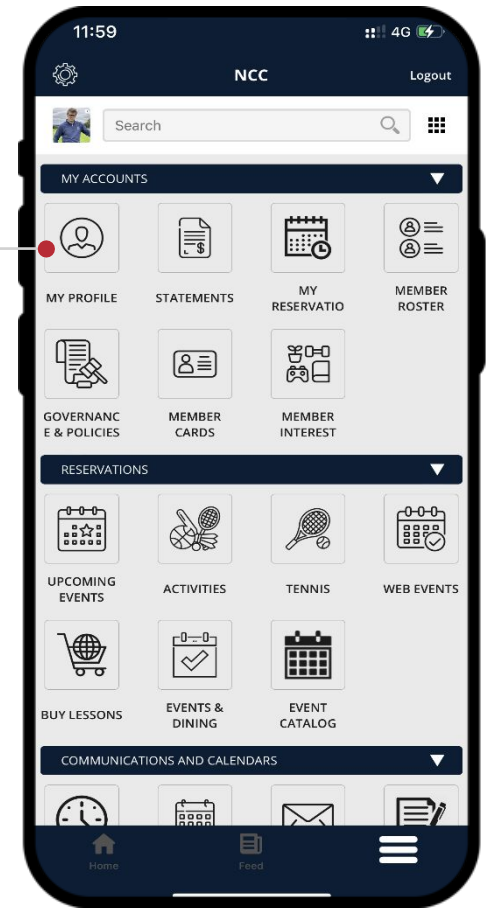 11:59
4G
NCC
Logout
Search
MY ACCOUNTS
MY PROFILE
STATEMENTS
MY
RESERVATIO
MEMBER
ROSTER
GOVERNANC
E & POLICIES
MEMBER
CARDS
MEMBER
INTEREST
RESERVATIONS
UPCOMING
EVENTS
ACTIVITIES
TENNIS
WEB EVENTS
BUY LESSONS
EVENTS &
DINING
EVENT
CATALOG
COMMUNICATIONS AND CALENDARS
Home
Feed